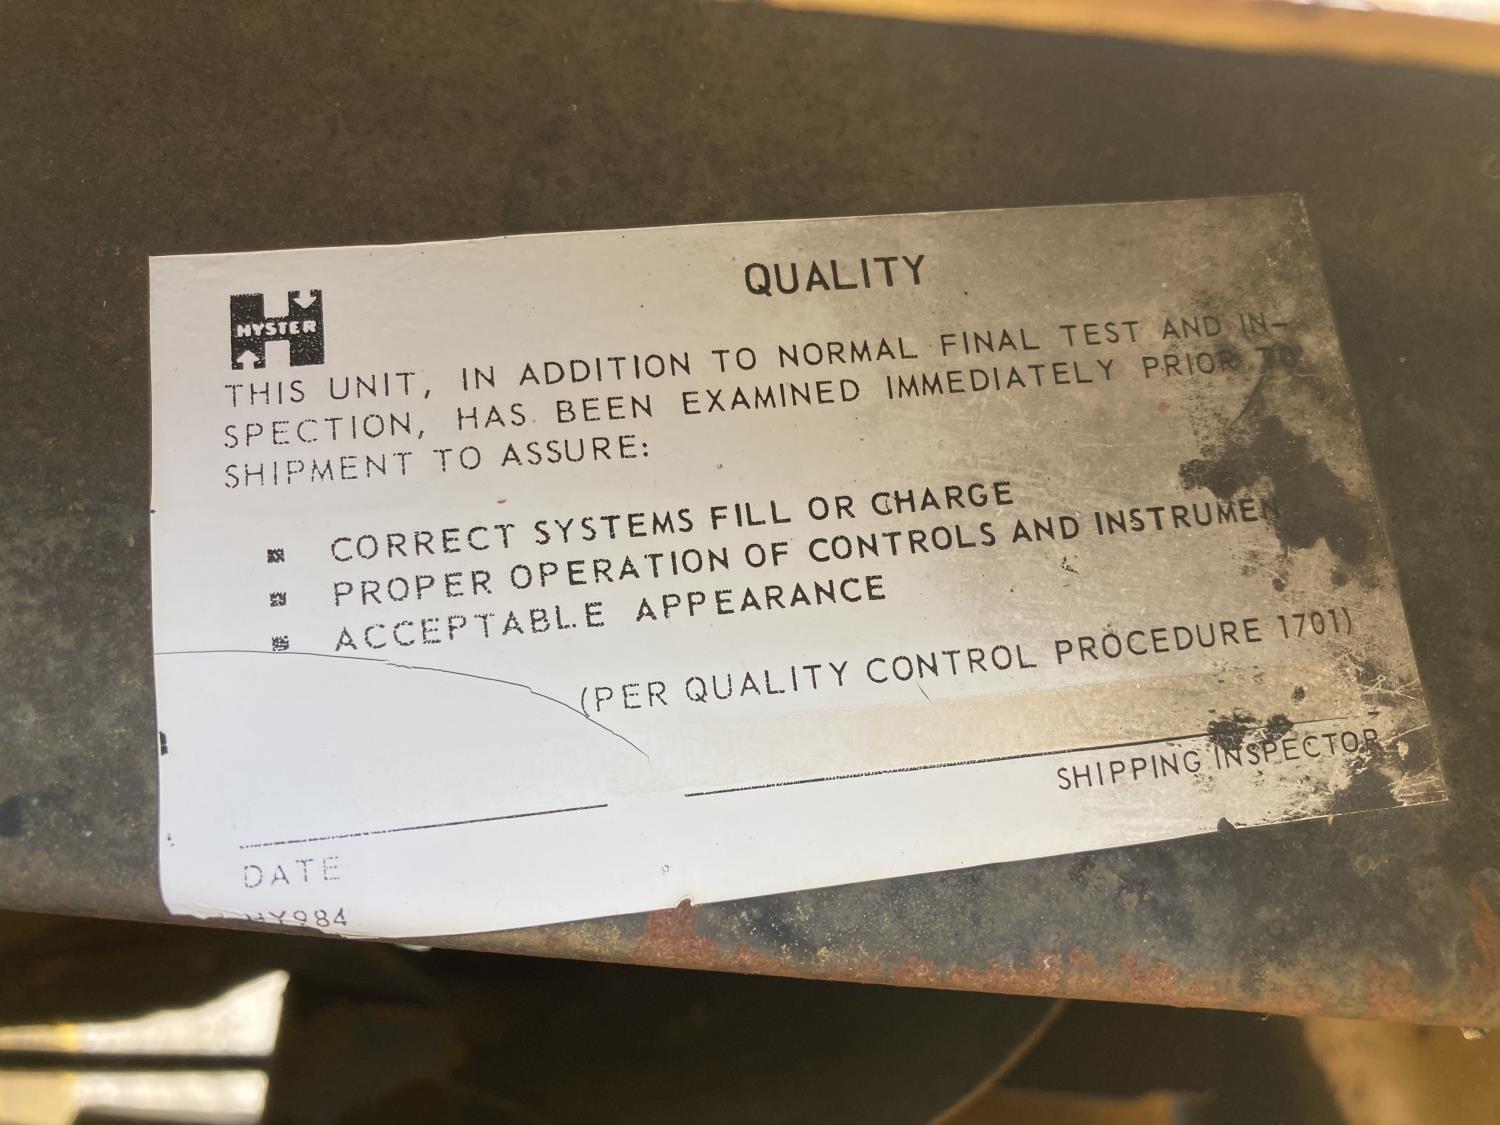 QUALITY
HYSTER
THIS UNIT, IN ADDITION TO NORMAL FINAL TEST AND IN-
SPECTION, HAS BEEN EXAMINED IMMEDIATELY PRIOR TO
SHIPMENT TO ASSURE:
▪ CORRECT SYSTEMS FILL OR CHARGE
▪ PROPER OPERATION OF CONTROLS AND INSTRUMEN
▪ ACCEPTABLE APPEARANCE
(PER QUALITY CONTROL PROCEDURE 1701)
SHIPPING INSPECTOR
DATE
HY984